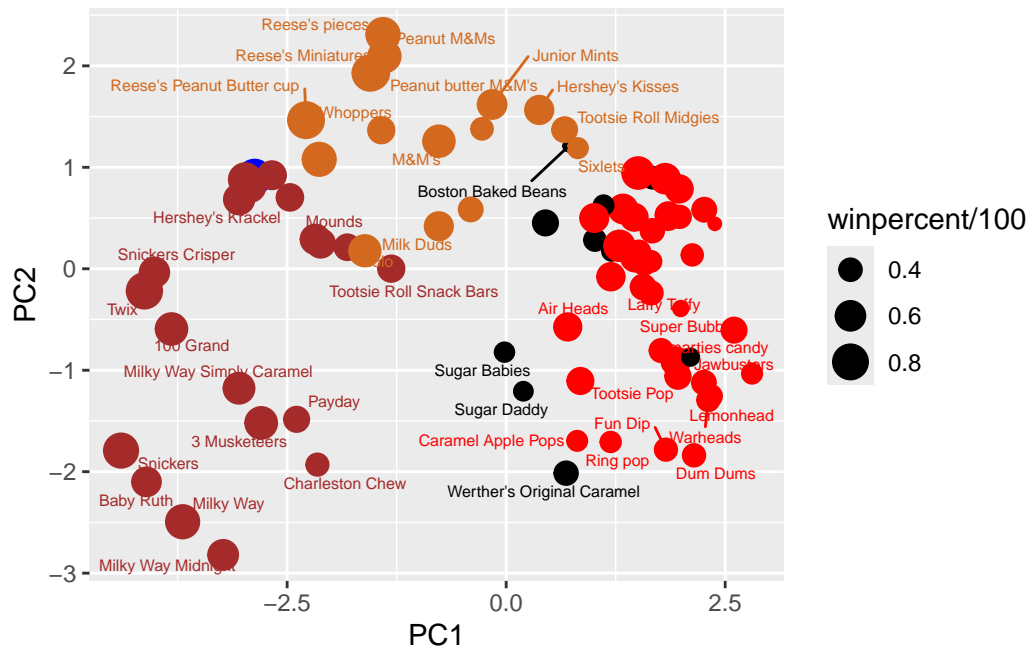 Reese's pieces
Peanut M&Ms
Reese's Miniatures
Junior Mints
Reese's Peanut Butter cup
Peanut butter M&M's
Hershey's Kisses
Whoppers
Tootsie Roll Midgies
M&M's
Sixlets
Boston Baked Beans
Hershey's Krackel
Mounds
Milk Duds
Snickers Crisper
Tootsie Roll Snack Bars
Twix
Air Heads
Laffy Taffy
100 Grand
Super Bubb
Sugar Babies
marties candy
Jawbusters
Milky Way Simply Caramel
Payday
Sugar Daddy
Tootsie Pop
Lemonhead
3 Musketeers
Caramel Apple Pops
Fun Dip
Warheads
Snickers
Charleston Chew
Ring pop
Dum Dums
Baby Ruth
Milky Way
Werther's Original Caramel
Milky Way Midnight
2
1
0
−1
−2
−3
PC2
−2.5
0.0
2.5
PC1
winpercent/100
0.4
0.6
0.8